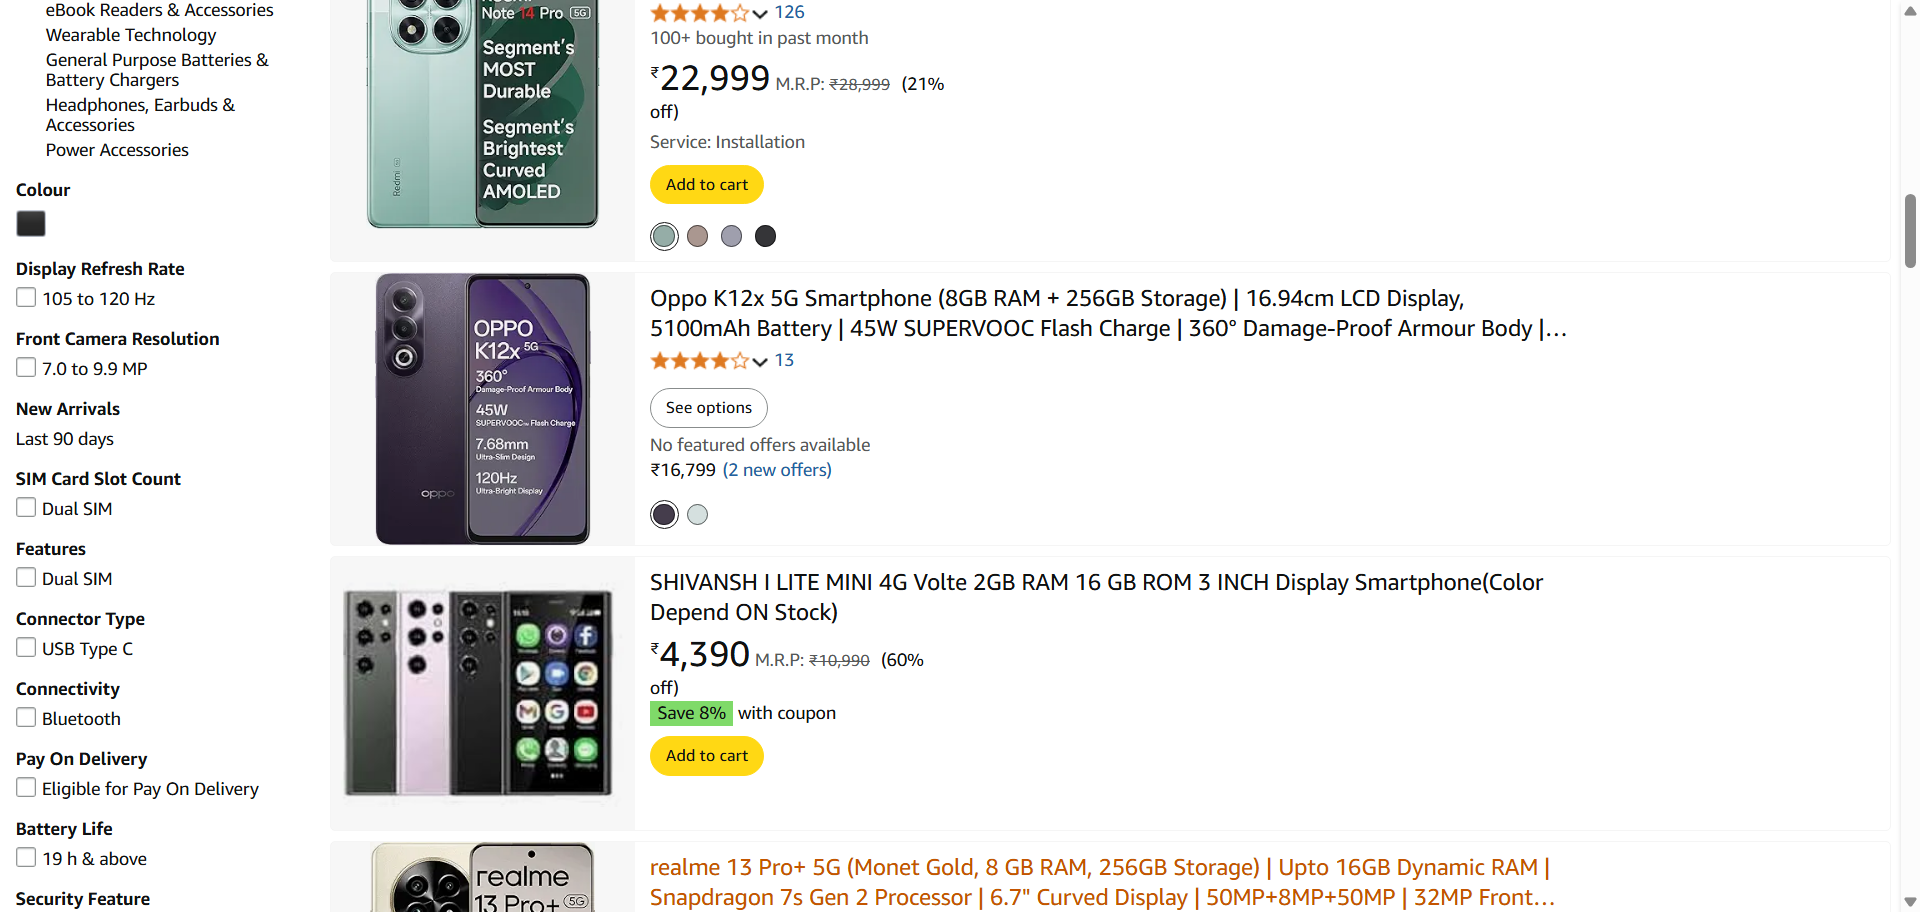 eBook Readers & Accessories
Wearable Technology
General Purpose Batteries &
Battery Chargers
Headphones, Earbuds &
Accessories
Power Accessories
Colour
Display Refresh Rate
105 to 120 Hz
Front Camera Resolution
7.0 to 9.9 MP
New Arrivals
Last 90 days
SIM Card Slot Count
Dual SIM
Features
Dual SIM
Connector Type
USB Type C
Connectivity
Bluetooth
Pay On Delivery
Eligible for Pay On Delivery
Battery Life
19 h & above
Security Feature
Note 14 Pro 5G
Segment's
MOST
Durable
Segment's
Brightest
Curved
AMOLED
Redmi
126
100+ bought in past month
₹22,999 M.R.P: ₹28,999 (21%
off)
Service: Installation
Add to cart
OPPO
K12x 5G
360°
Damage-Proof Armour Body
45W
SUPERVOOC™ Flash Charge
7.68mm
Ultra-Slim Design
120Hz
Ultra-Bright Display
oppo
Oppo K12x 5G Smartphone (8GB RAM + 256GB Storage) | 16.94cm LCD Display,
5100mAh Battery | 45W SUPERVOOC Flash Charge | 360° Damage-Proof Armour Body |…
13
See options
No featured offers available
₹16,799 (2 new offers)
SHIVANSH I LITE MINI 4G Volte 2GB RAM 16 GB ROM 3 INCH Display Smartphone(Color
Depend ON Stock)
₹4,390 M.R.P: ₹10,990 (60%
off)
Save 8% with coupon
Add to cart
realme
13 Pro+ 5G
realme 13 Pro+ 5G (Monet Gold, 8 GB RAM, 256GB Storage) | Upto 16GB Dynamic RAM |
Snapdragon 7s Gen 2 Processor | 6.7" Curved Display | 50MP+8MP+50MP | 32MP Front…